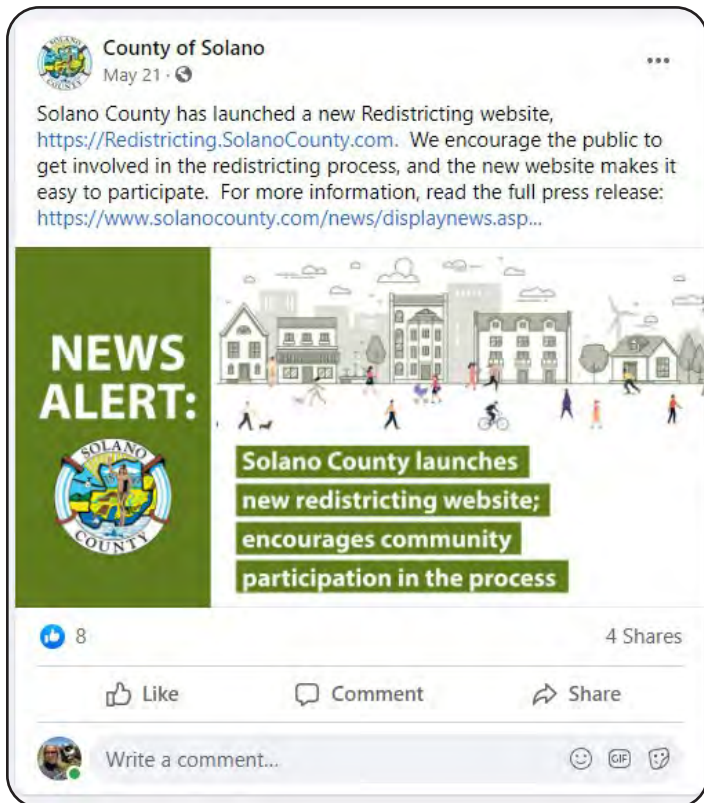 County of Solano
May 21 ·
Solano County has launched a new Redistricting website,
https://Redistricting.SolanoCounty.com. We encourage the public to
get involved in the redistricting process, and the new website makes it
easy to participate. For more information, read the full press release:
https://www.solanocounty.com/news/displaynews.asp...
SOLANO
COUNTY
NEWS
ALERT:
SOLANO
COUNTY
Solano County launches
new redistricting website;
encourages community
participation in the process
8
4 Shares
Like
Comment
Share
Write a comment...
GIF